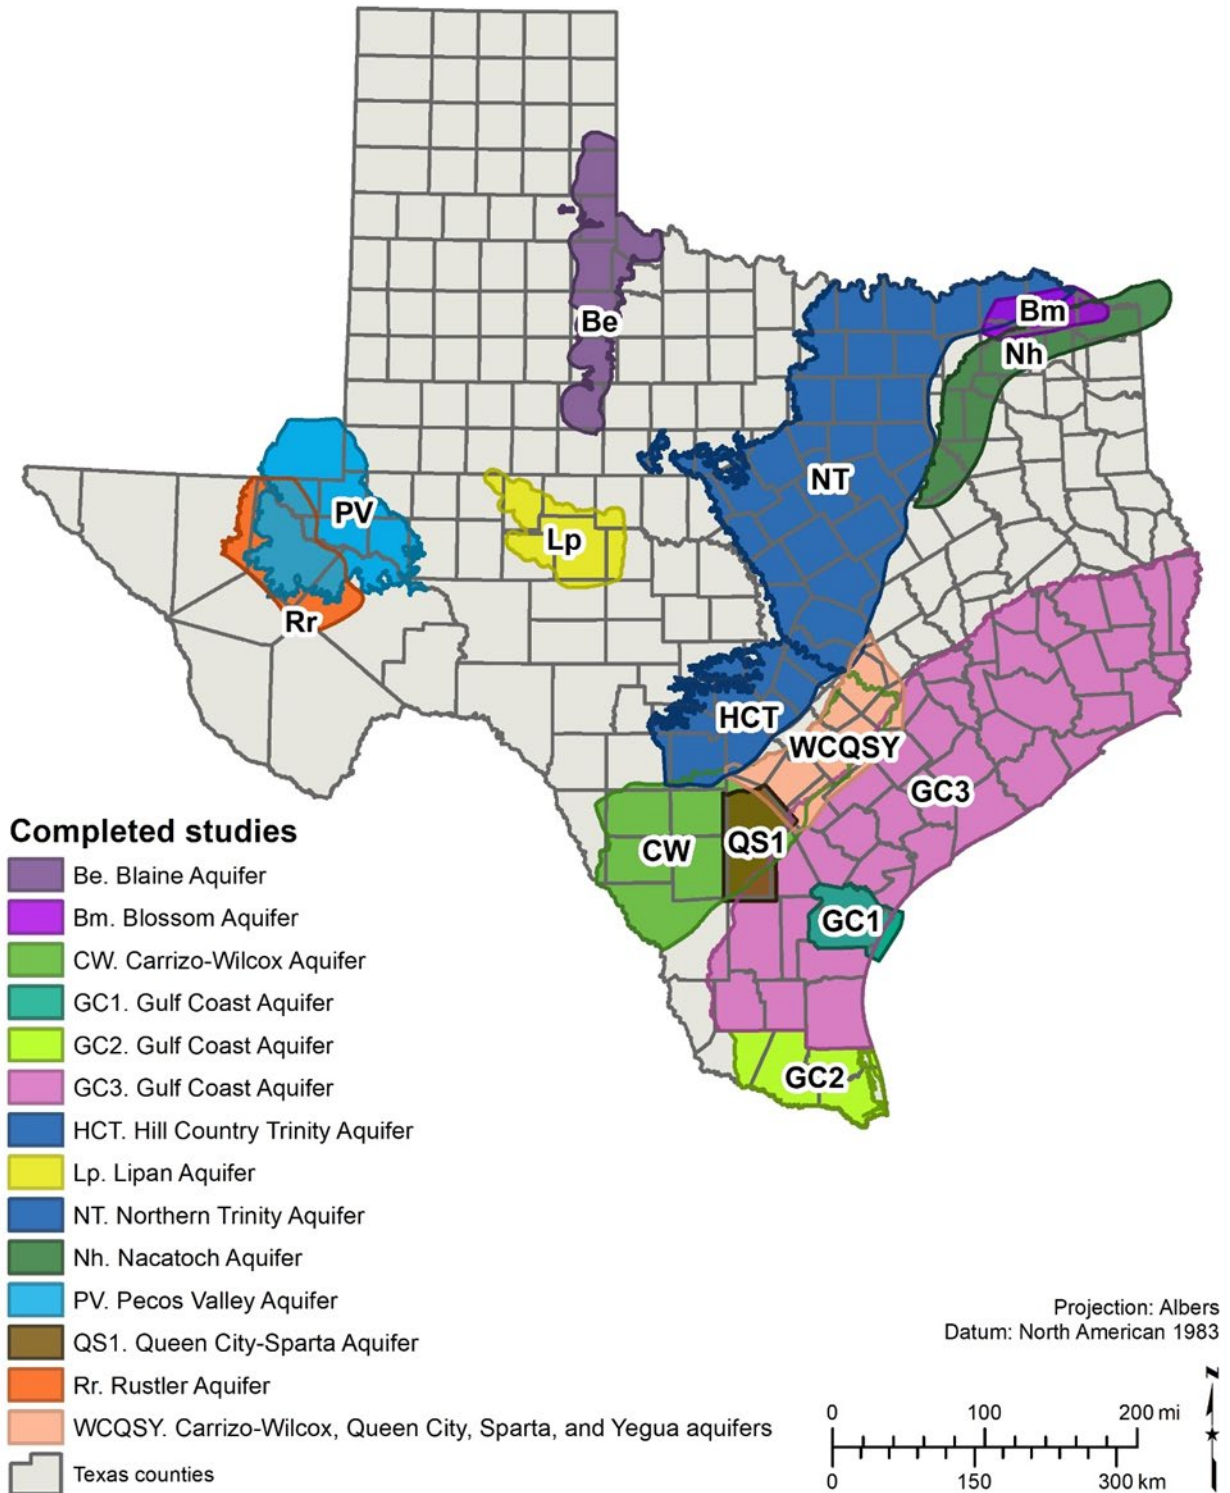 Be
Bm
Nh
NT
PV
Lp
Rr
HCT
WCQSY
GC3
CW
QS1
GC1
GC2
Completed studies
Be. Blaine Aquifer
Bm. Blossom Aquifer
CW. Carrizo-Wilcox Aquifer
GC1. Gulf Coast Aquifer
GC2. Gulf Coast Aquifer
GC3. Gulf Coast Aquifer
HCT. Hill Country Trinity Aquifer
Lp. Lipan Aquifer
NT. Northern Trinity Aquifer
Nh. Nacatoch Aquifer
PV. Pecos Valley Aquifer
QS1. Queen City-Sparta Aquifer
Rr. Rustler Aquifer
WCQSY. Carrizo-Wilcox, Queen City, Sparta, and Yegua aquifers
Texas counties
Projection: Albers
Datum: North American 1983
N
0 100 200 mi
0 150 300 km